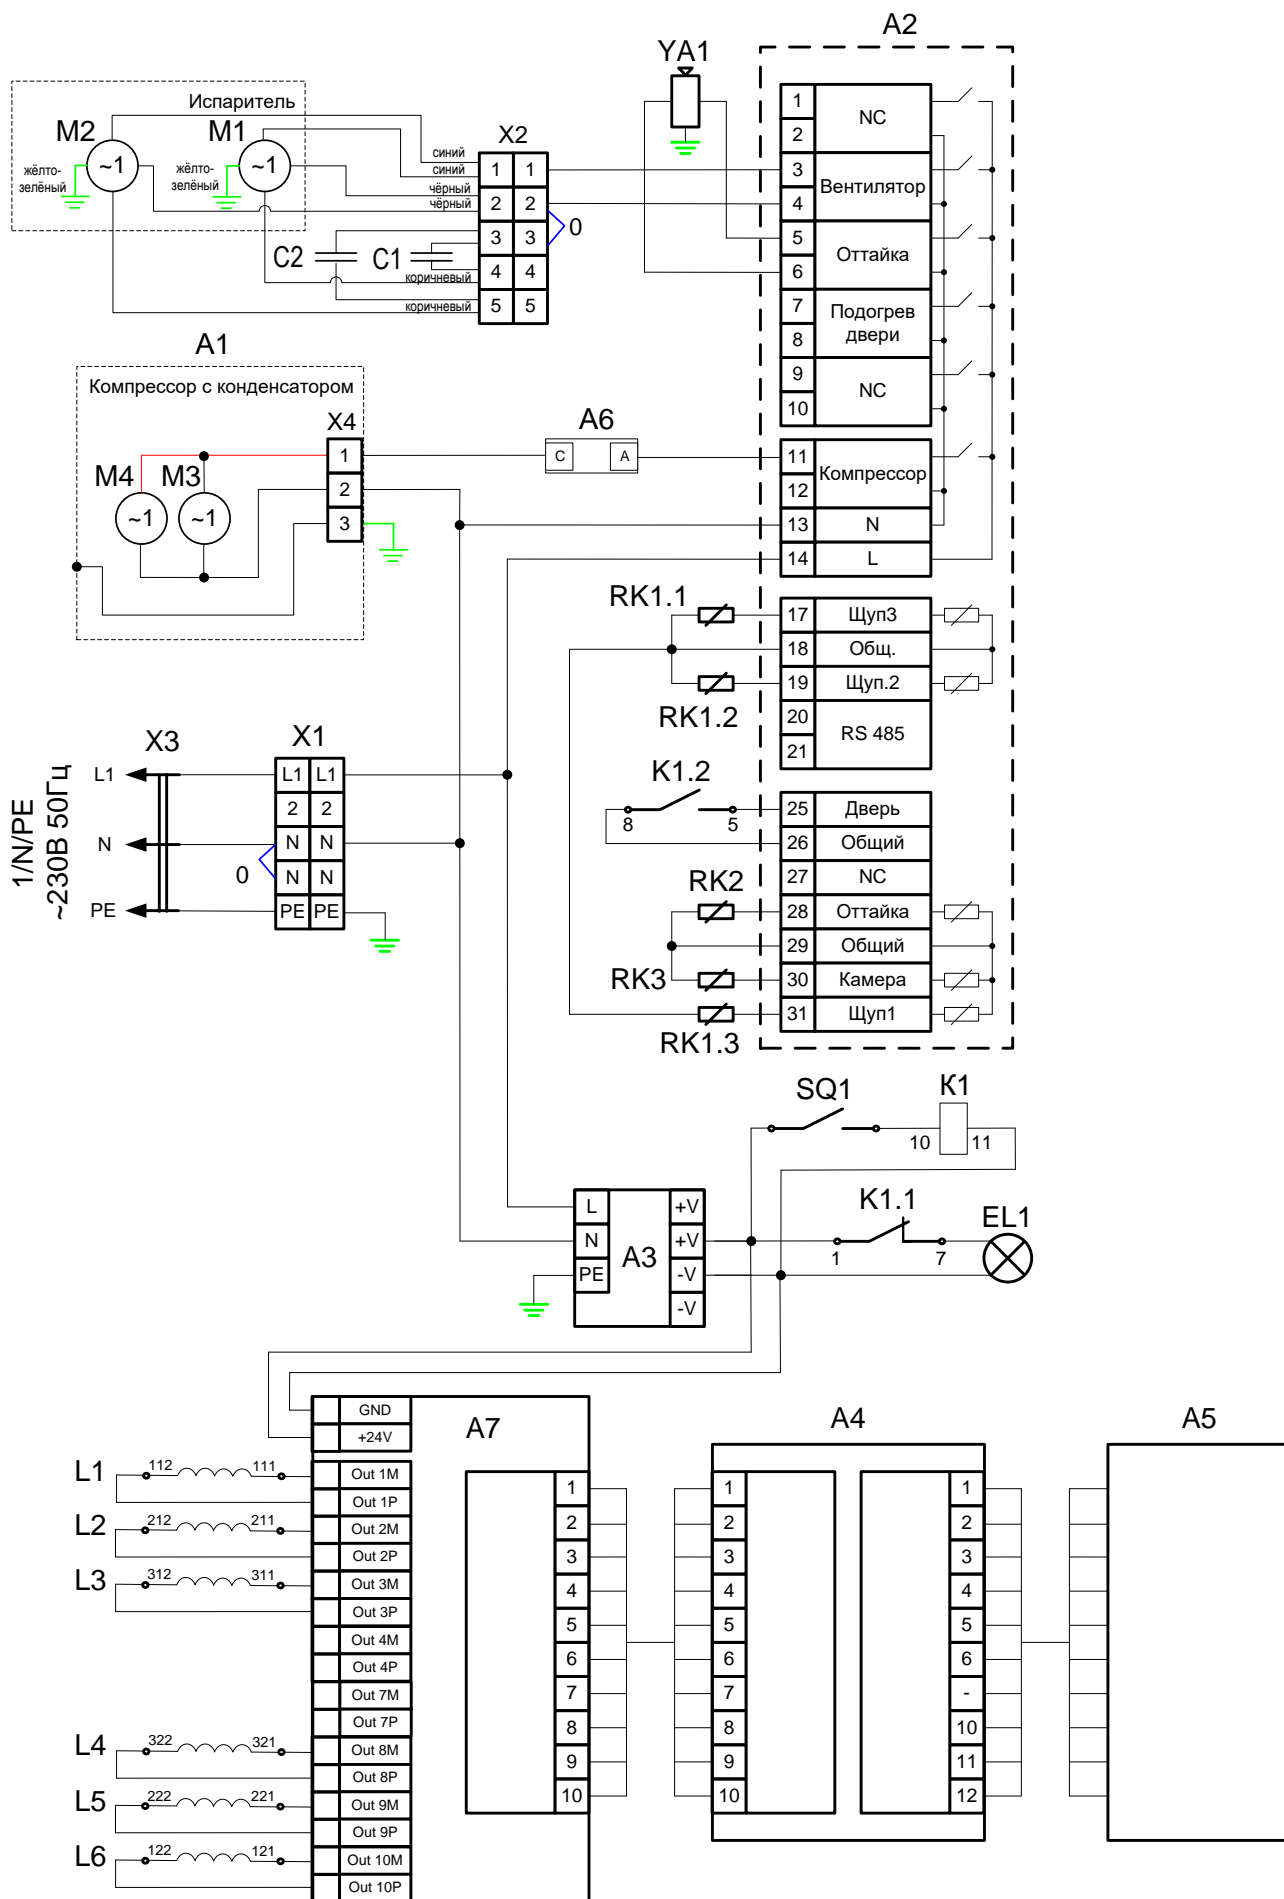 A2
YA1
Испаритель
M2
M1
~1
~1
жёлто-
зелёный
жёлто-
зелёный
синий
синий
чёрный
чёрный
коричневый
коричневый
C2
C1
X2
1 1
2 2
3 3
4 4
5 5
0
1
2
NC
3
4
Вентилятор
5
6
Оттайка
7
8
Подогрев
двери
9
10
NC
11
12
Компрессор
13 N
14 L
A1
Компрессор с конденсатором
X4
1
2
3
M4
M3
~1
~1
A6
C
A
RK1.1
RK1.2
17 Щуп3
18 Общ.
19 Щуп.2
20
21
RS 485
1/N/PE
~230В 50Гц
X3
L1
N
PE
X1
L1 L1
2 2
N N
N N
PE PE
0
K1.2
8
5
25 Дверь
26 Общий
27 NC
28 Оттайка
29 Общий
30 Камера
31 Щуп1
RK2
RK3
RK1.3
SQ1
К1
10
11
K1.1
1
7
EL1
A3
L
N
PE
+V
+V
-V
-V
A7
GND
+24V
Out 1M
Out 1P
Out 2M
Out 2P
Out 3M
Out 3P
Out 4M
Out 4P
Out 7M
Out 7P
Out 8M
Out 8P
Out 9M
Out 9P
Out 10M
Out 10P
L1
112
111
L2
212
211
L3
312
311
L4
322
321
L5
222
221
L6
122
121
1
2
3
4
5
6
7
8
9
10
A4
1
2
3
4
5
6
7
8
9
10
1
2
3
4
5
6
-
10
11
12
A5